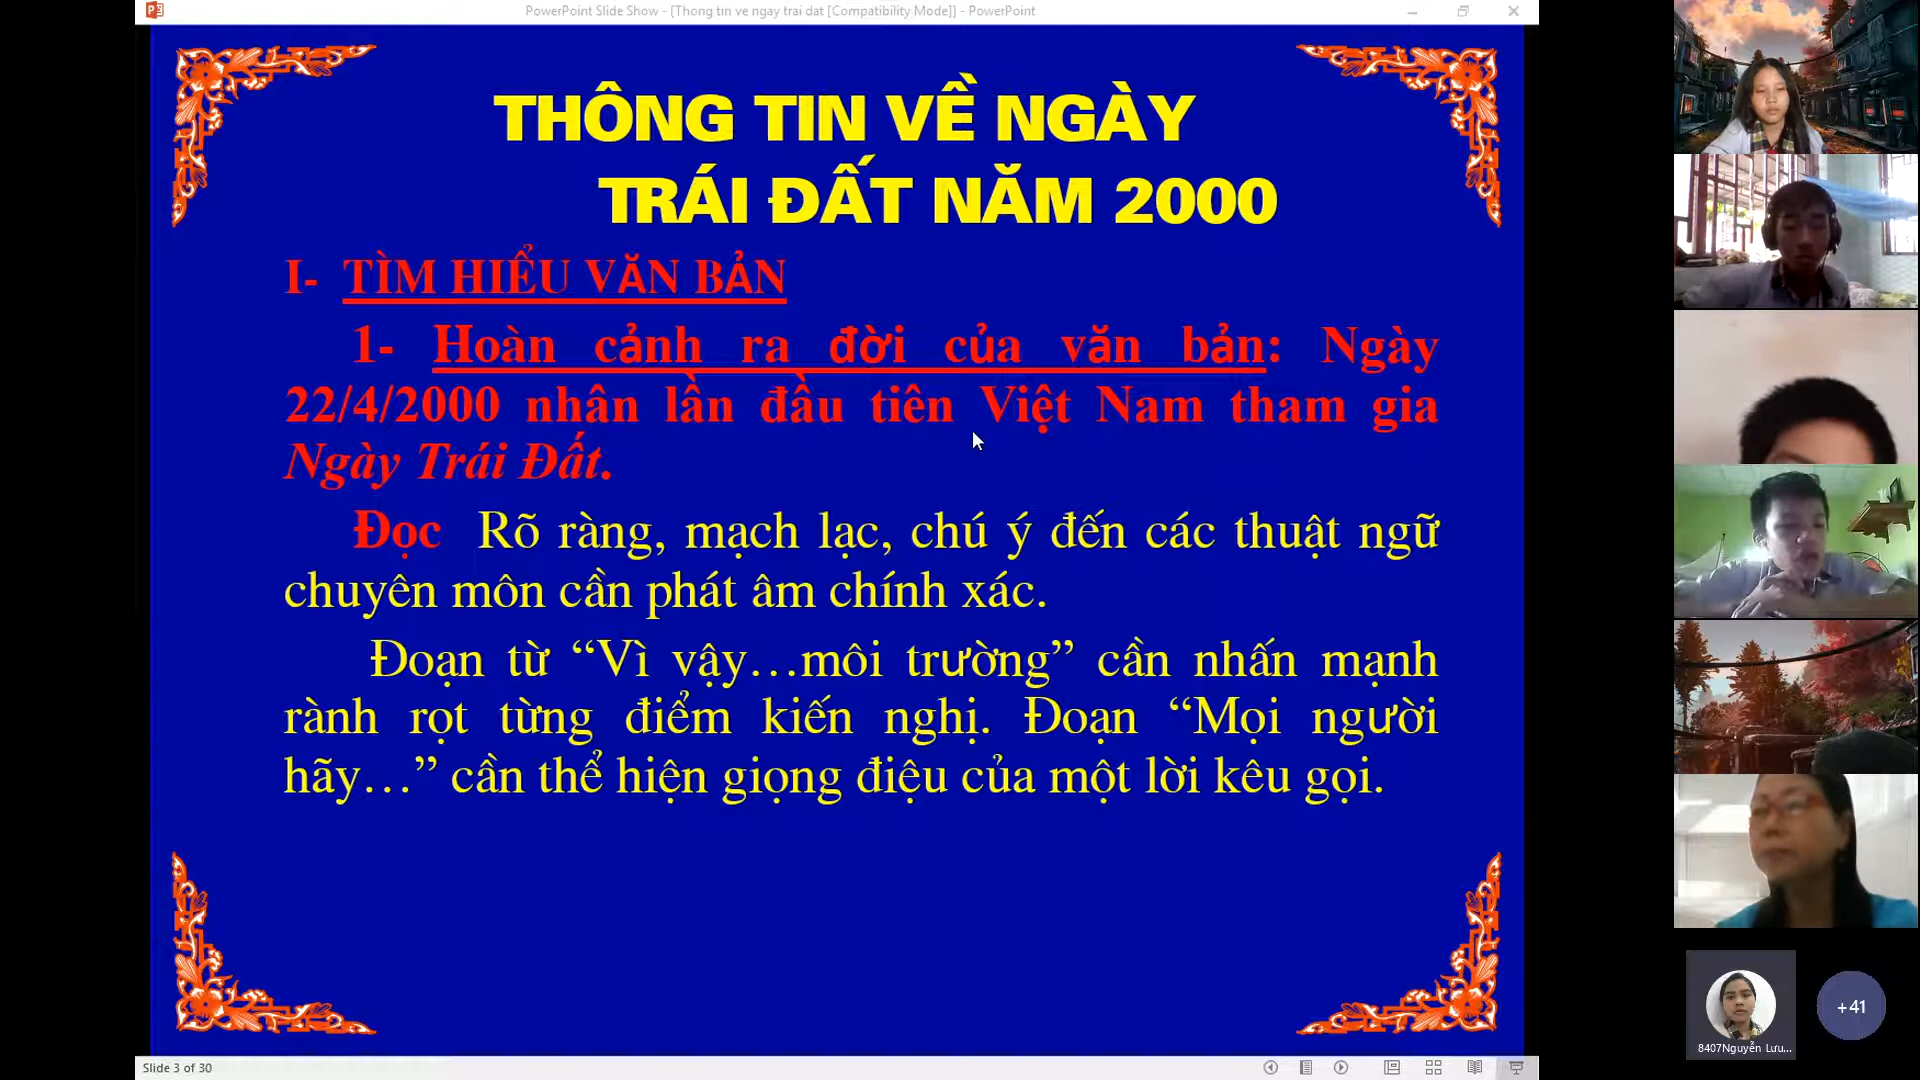 PowerPoint Slide Show - [Thong tin ve ngay trai dat [Compatibility Mode]] - PowerPoint
THÔNG TIN VỀ NGÀY
TRÁI ĐẤT NĂM 2000
I- TÌM HIỂU VĂN BẢN
1- Hoàn cảnh ra đời của văn bản: Ngày
22/4/2000 nhân lần đầu tiên Việt Nam tham gia
Ngày Trái Đất.
Đọc Rõ ràng, mạch lạc, chú ý đến các thuật ngữ
chuyên môn cần phát âm chính xác.
Đoạn từ “Vì vậy…môi trường” cần nhấn mạnh
rành rọt từng điểm kiến nghị. Đoạn “Mọi người
hãy…” cần thể hiện giọng điệu của một lời kêu gọi.
+41
8407Nguyễn Lưu...
Slide 3 of 30